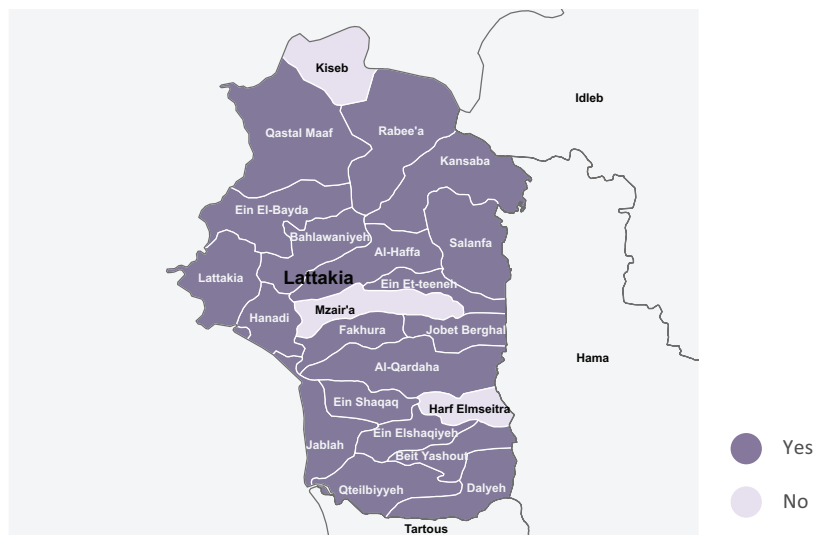 Kiseb
Idleb
Qastal Maaf
Rabee'a
Kansaba
Ein El-Bayda
Bahlawaniyeh
Salanfa
Al-Haffa
Lattakia
Lattakia
Ein Et-teeneh
Mzair'a
Hanadi
Fakhura
Jobet Berghal
Hama
Al-Qardaha
Ein Shaqaq
Harf Elmseitra
Ein Elshaqiyeh
Jablah
Beit Yashout
Qteilbiyyeh
Dalyeh
Tartous
Yes
No